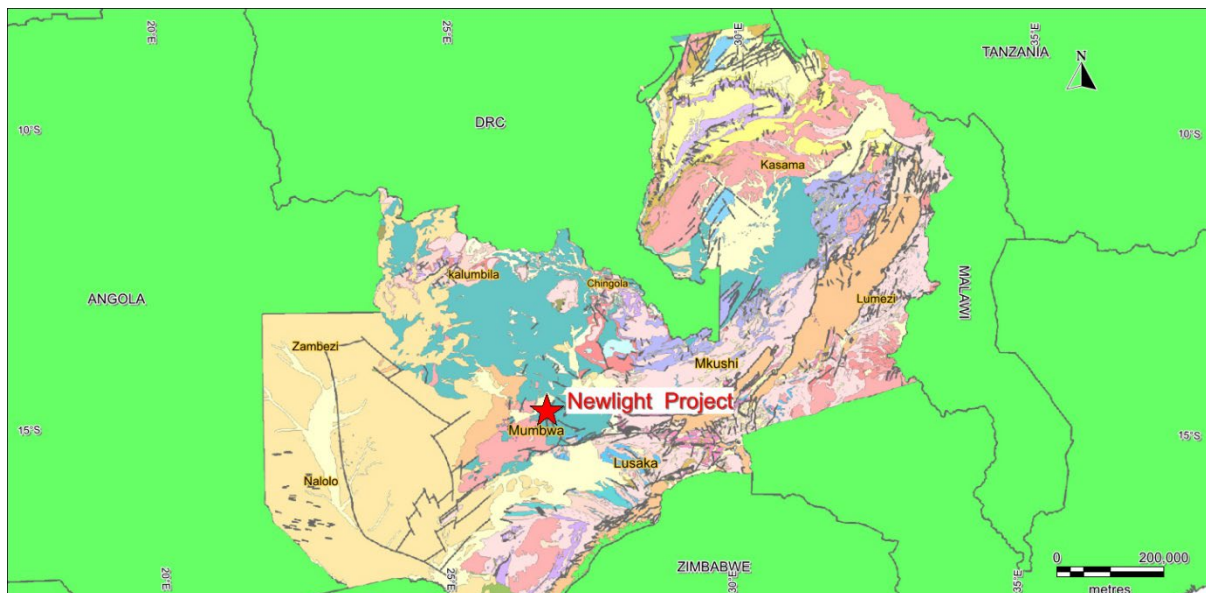 20°E
25°E
30°E
35°E
TANZANIA
N
DRC
10°S
10°S
Kasama
MALAWI
kalumbila
Chingola
ANGOLA
Lumezi
Zambezi
Mkushi
Newlight Project
15°S
Mumbwa
15°S
Lusaka
Nalolo
ZIMBABWE
0
200,000
metres
20°E
25°E
30°E
35°E